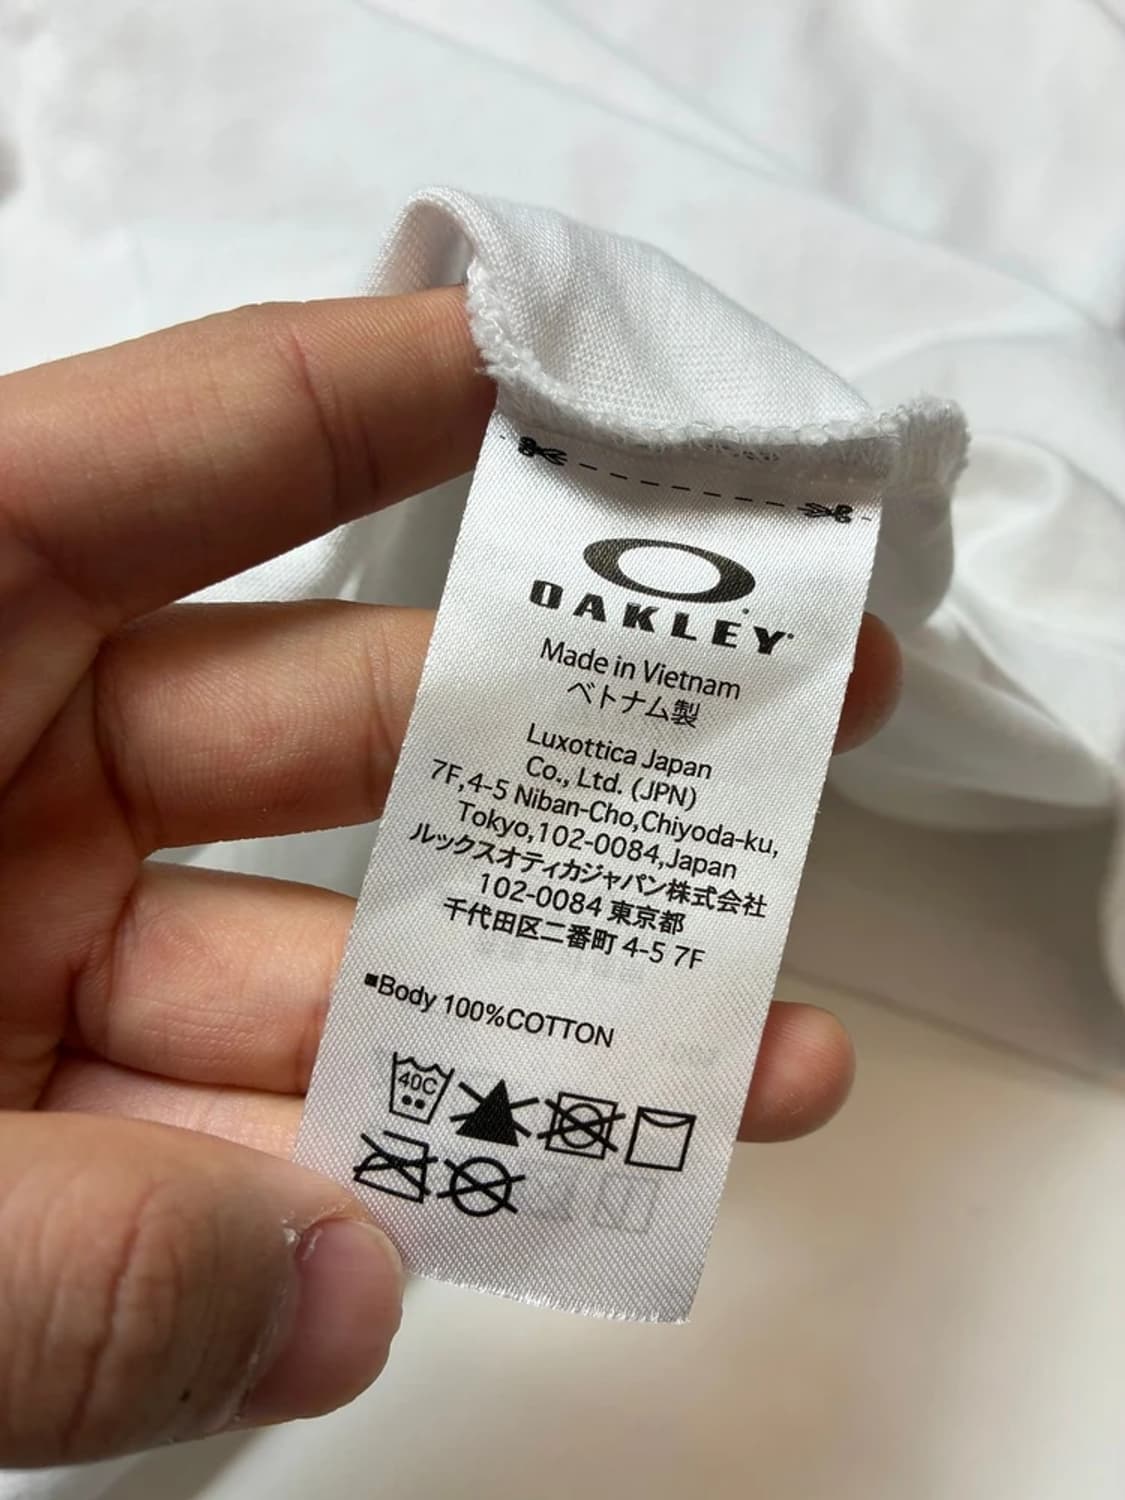 OAKLEY
Made in Vietnam
ベトナム製
Luxottica Japan
Co., Ltd. (JPN)
7F,4-5 Niban-Cho,Chiyoda-ku,
Tokyo,102-0084,Japan
ルックスオティカジャパン株式会社
102-0084 東京都
千代田区二番町 4-5 7F
■Body 100%COTTON
40C